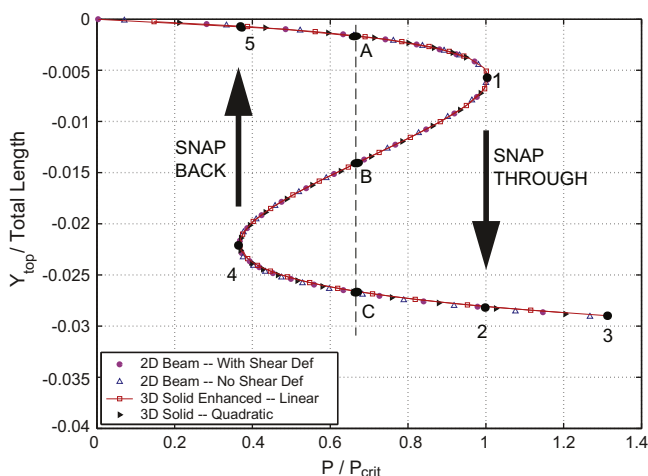 0
-0.005
-0.01
-0.015
-0.02
-0.025
-0.03
-0.035
-0.04
Y_top / Total Length
5
A
1
SNAP
BACK
SNAP
THROUGH
B
4
C
2
3
2D Beam -- With Shear Def
2D Beam -- No Shear Def
3D Solid Enhanced -- Linear
3D Solid -- Quadratic
0
0.2
0.4
0.6
0.8
1
1.2
1.4
P / P_crit